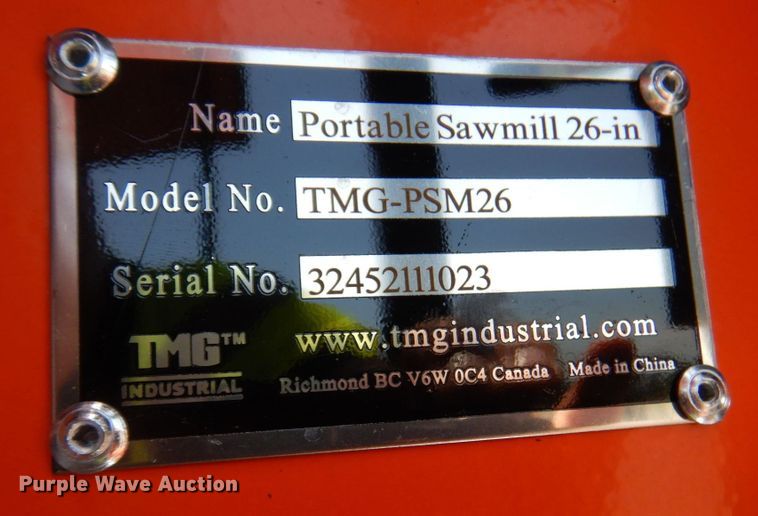 Name Portable Sawmill 26-in
Model No. TMG-PSM26
Serial No. 32452111023
TMG™
INDUSTRIAL
www.tmgindustrial.com
Richmond BC V6W 0C4 Canada Made in China
Purple Wave Auction